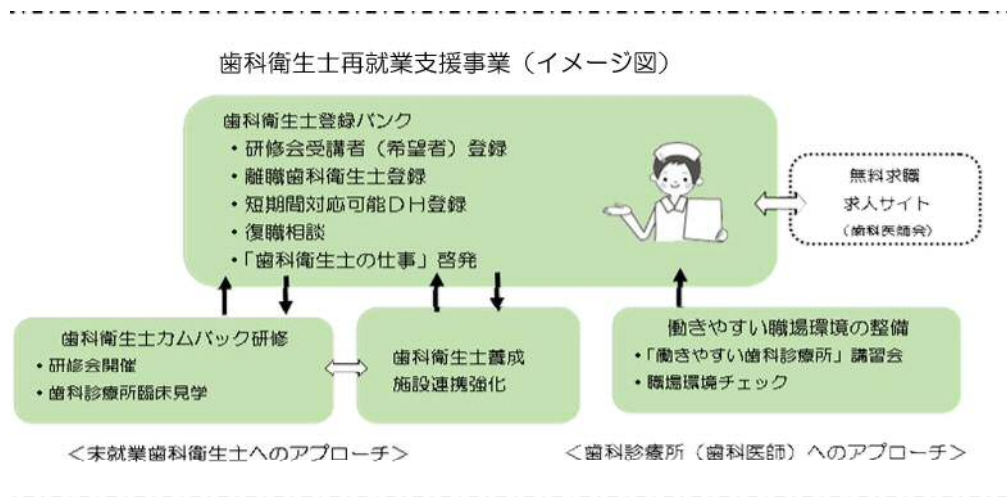 歯科衛生士再就業支援事業（イメージ図）
歯科衛生士登録バンク
・研修会受講者（希望者）登録
・離職歯科衛生士登録
・短期間対応可能ＤＨ登録
・復職相談
・「歯科衛生士の仕事」啓発
無料求職
求人サイト
（歯科医師会）
歯科衛生士カムバック研修
・研修会開催
・歯科診療所臨床見学
歯科衛生士養成
施設連携強化
働きやすい職場環境の整備
・「働きやすい歯科診療所」講習会
・職場環境チェック
＜未就業歯科衛生士へのアプローチ＞
＜歯科診療所（歯科医師）へのアプローチ＞